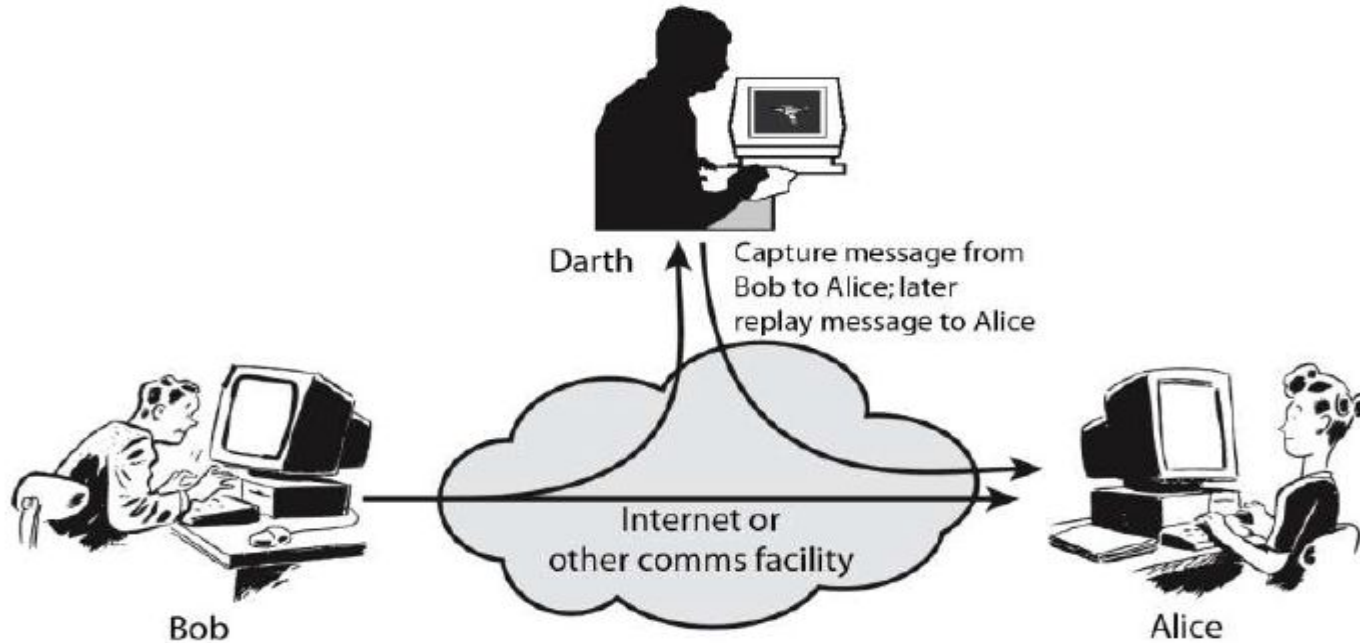 Darth
Capture message from
Bob to Alice; later
replay message to Alice
Internet or
other comms facility
Bob
Alice